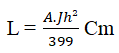 L = A.Jh²/399 Cm